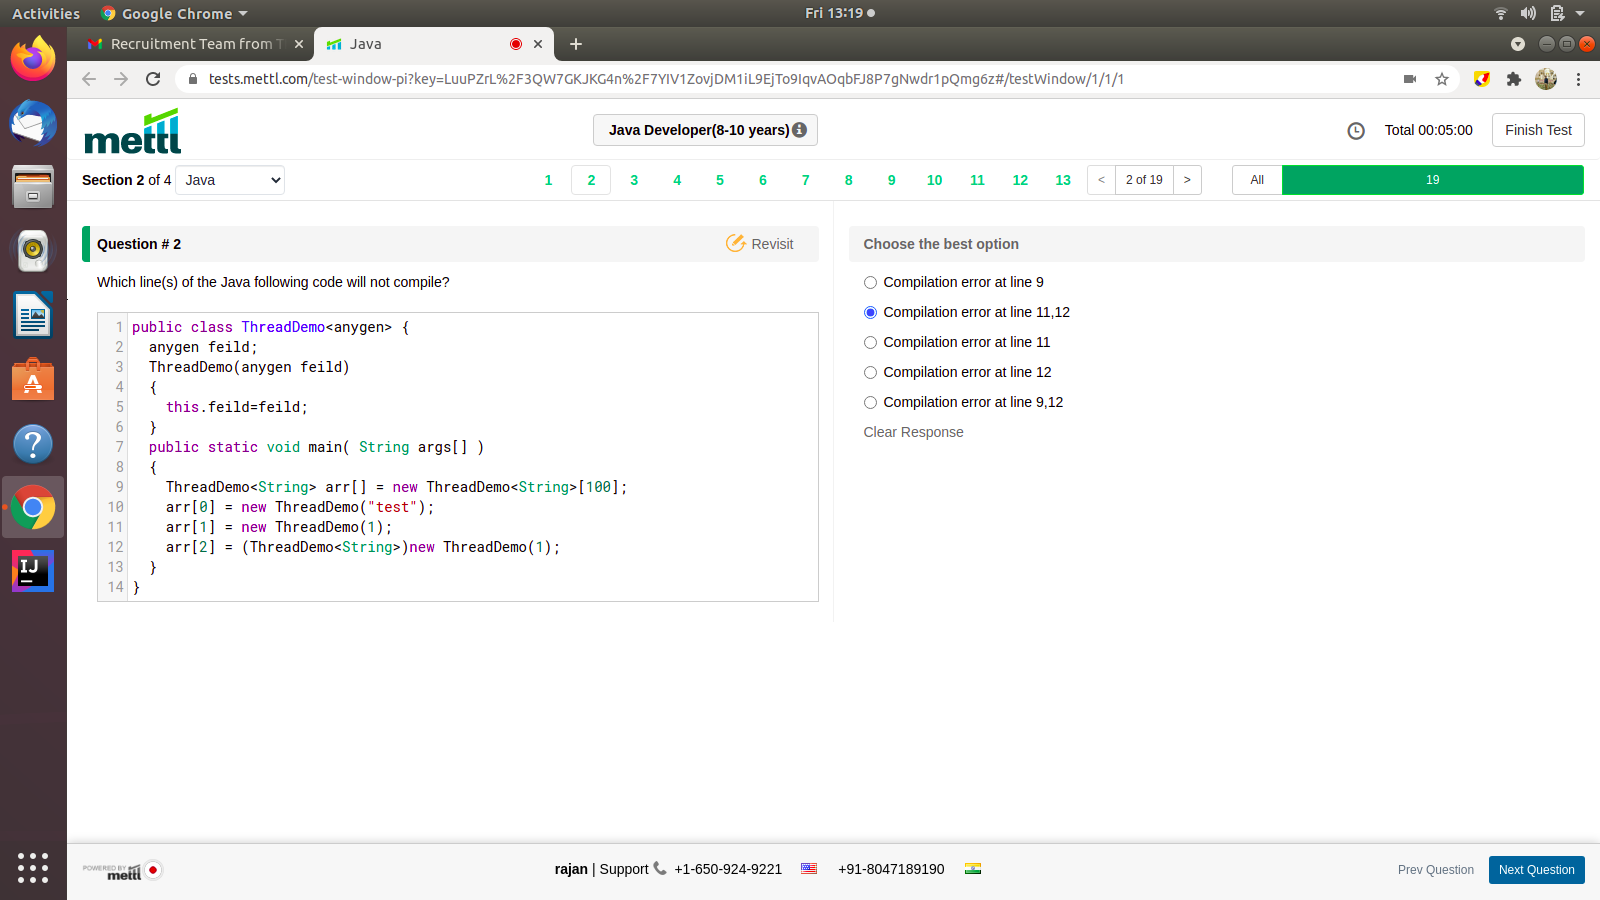 Activities
Google Chrome
Fri 13:19
Recruitment Team from T
Java
tests.mettl.com/test-window-pi?key=LuuPZrL%2F3QW7GKJKG4n%2F7YIV1ZovjDM1iL9EjTo9IqvAOqbFJ8P7gNwdr1pQmg6z#/testWindow/1/1/1
mettl
Java Developer(8-10 years)
Total 00:05:00
Finish Test
Section 2 of 4
Java
1 2 3 4 5 6 7 8 9 10 11 12 13
< 2 of 19 >
All
19
Question # 2
Revisit
Which line(s) of the Java following code will not compile?
1 public class ThreadDemo<anygen> {
2 anygen feild;
3 ThreadDemo(anygen feild)
4 {
5 this.feild=feild;
6 }
7 public static void main( String args[] )
8 {
9 ThreadDemo<String> arr[] = new ThreadDemo<String>[100];
10 arr[0] = new ThreadDemo("test");
11 arr[1] = new ThreadDemo(1);
12 arr[2] = (ThreadDemo<String>)new ThreadDemo(1);
13 }
14 }
Choose the best option
Compilation error at line 9
Compilation error at line 11,12
Compilation error at line 11
Compilation error at line 12
Compilation error at line 9,12
Clear Response
POWERED BY
mettl
rajan | Support +1-650-924-9221 +91-8047189190
Prev Question
Next Question